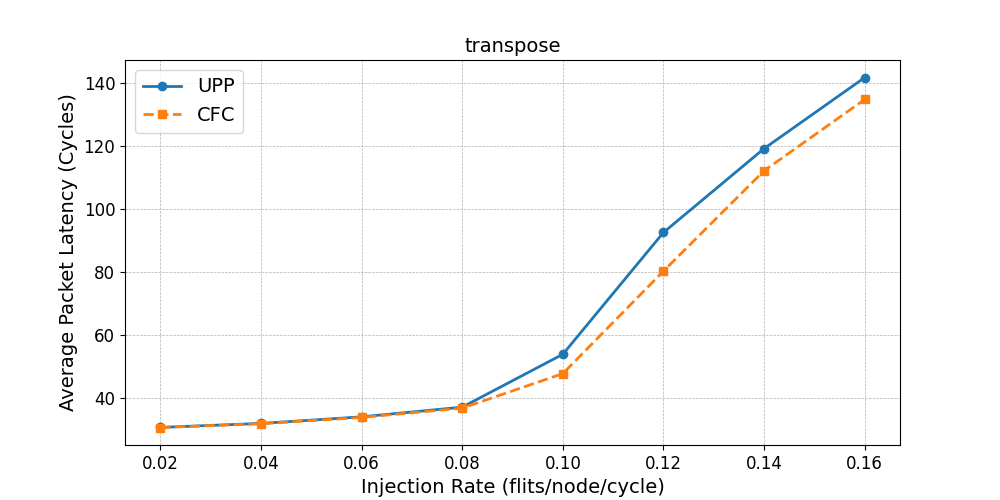 transpose
UPP
CFC
Average Packet Latency (Cycles)
140
120
100
80
60
40
0.02 0.04 0.06 0.08 0.10 0.12 0.14 0.16
Injection Rate (flits/node/cycle)